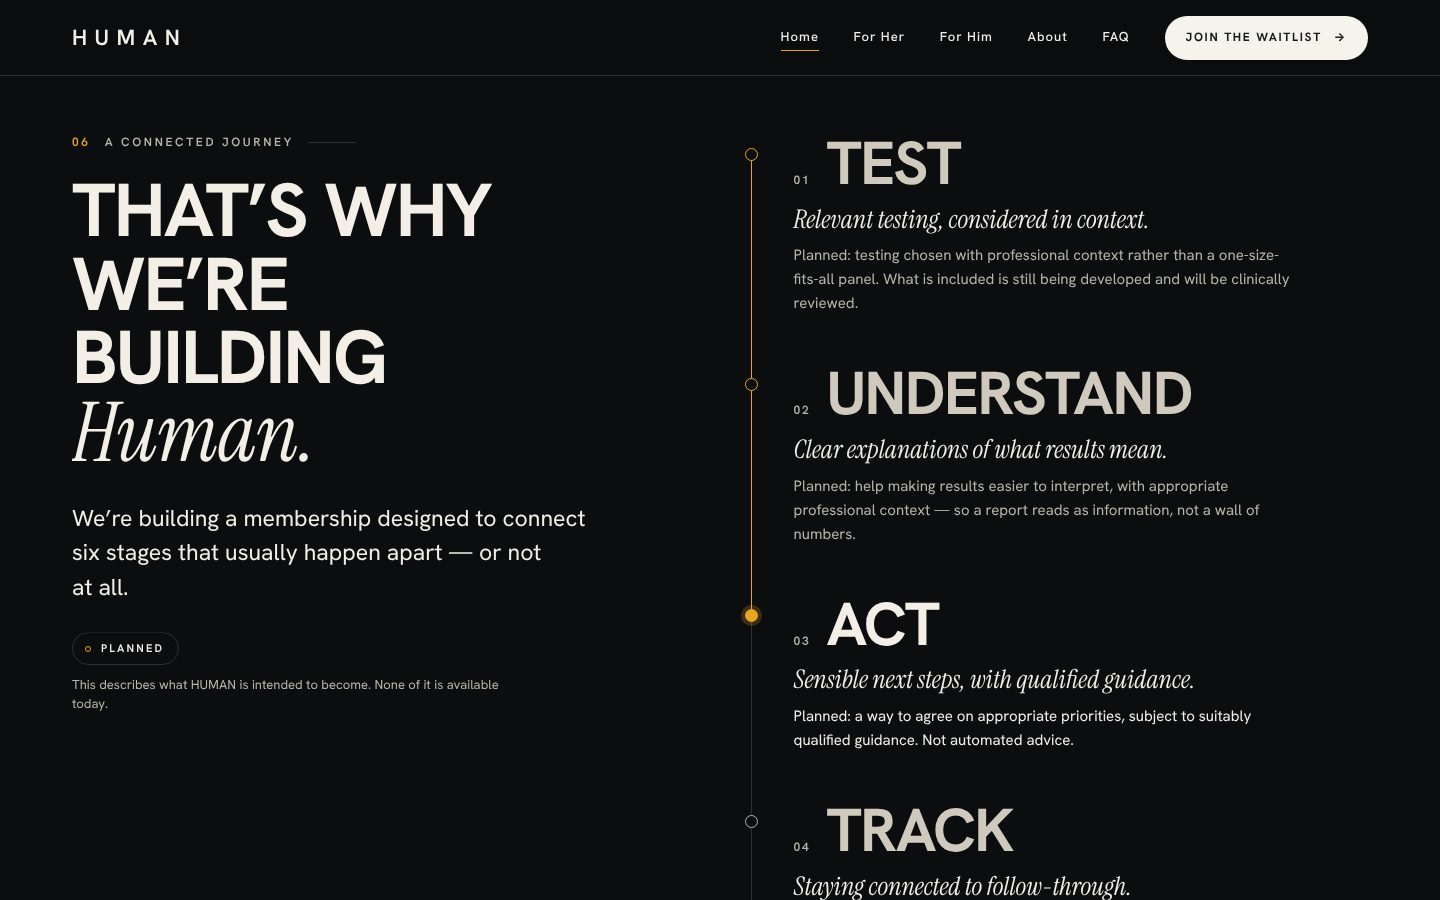 HUMAN
Home
For Her
For Him
About
FAQ
JOIN THE WAITLIST →
06 A CONNECTED JOURNEY
THAT’S WHY
WE’RE
BUILDING
Human.
We’re building a membership designed to connect
six stages that usually happen apart — or not
at all.
PLANNED
This describes what HUMAN is intended to become. None of it is available
today.
01 TEST
Relevant testing, considered in context.
Planned: testing chosen with professional context rather than a one-size-
fits-all panel. What is included is still being developed and will be clinically
reviewed.
02 UNDERSTAND
Clear explanations of what results mean.
Planned: help making results easier to interpret, with appropriate
professional context — so a report reads as information, not a wall of
numbers.
03 ACT
Sensible next steps, with qualified guidance.
Planned: a way to agree on appropriate priorities, subject to suitably
qualified guidance. Not automated advice.
04 TRACK
Staying connected to follow-through.